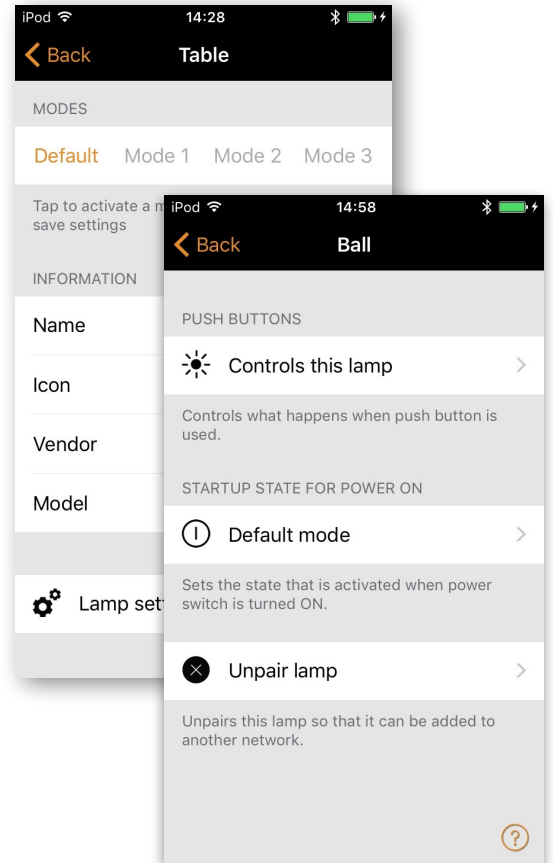 iPod 14:28
Back Table
MODES
Default Mode 1 Mode 2 Mode 3
Tap to activate a
save settings
INFORMATION
Name
Icon
Vendor
Model
Lamp
iPod 14:58
Back Ball
PUSH BUTTONS
Controls this lamp
Controls what happens when push button is
used.
STARTUP STATE FOR POWER ON
Default mode
Sets the state that is activated when power
switch is turned ON.
Unpair lamp
Unpairs this lamp so that it can be added to
another network.
?